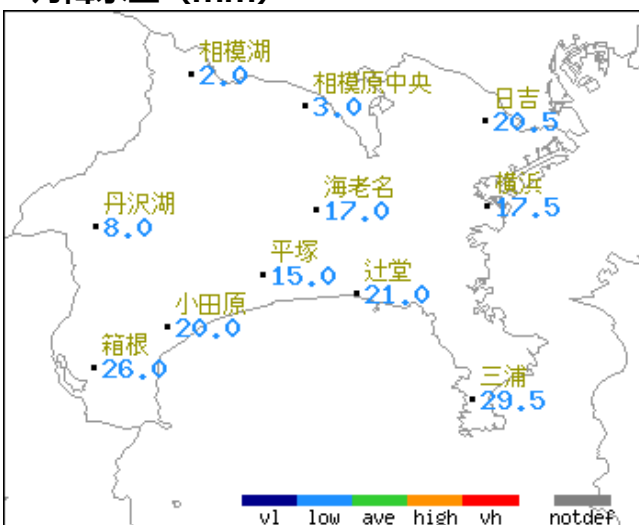 相模湖
2.0
相模原中央
3.0
日吉
20.5
丹沢湖
8.0
海老名
17.0
横浜
17.5
平塚
15.0
辻堂
21.0
小田原
20.0
箱根
26.0
三浦
29.5
vl low ave high vh notdef